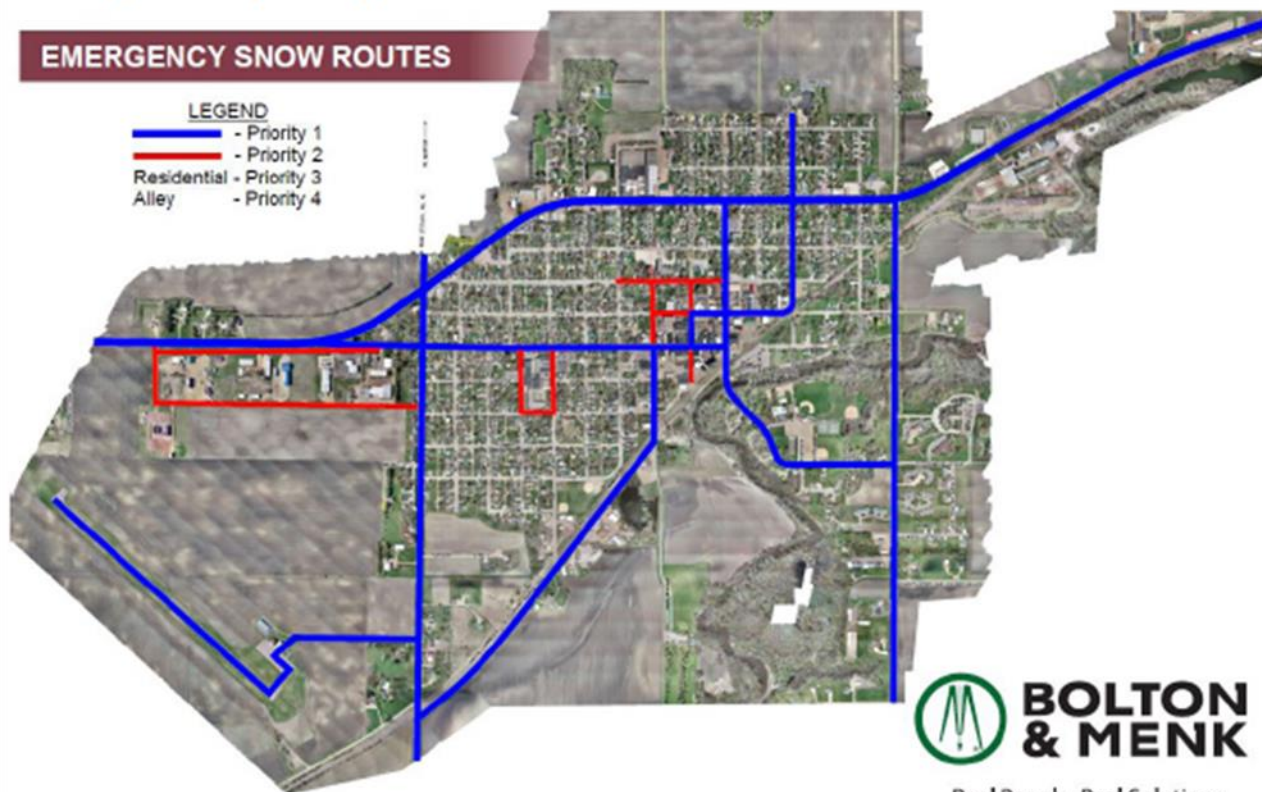 EMERGENCY SNOW ROUTES
LEGEND
- Priority 1
- Priority 2
Residential - Priority 3
Alley - Priority 4
BOLTON
& MENK